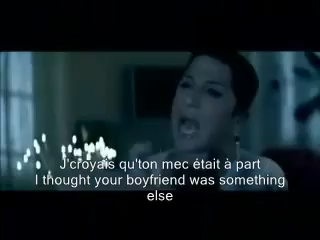 J'croyais qu'ton mec était à part
I thought your boyfriend was something
else